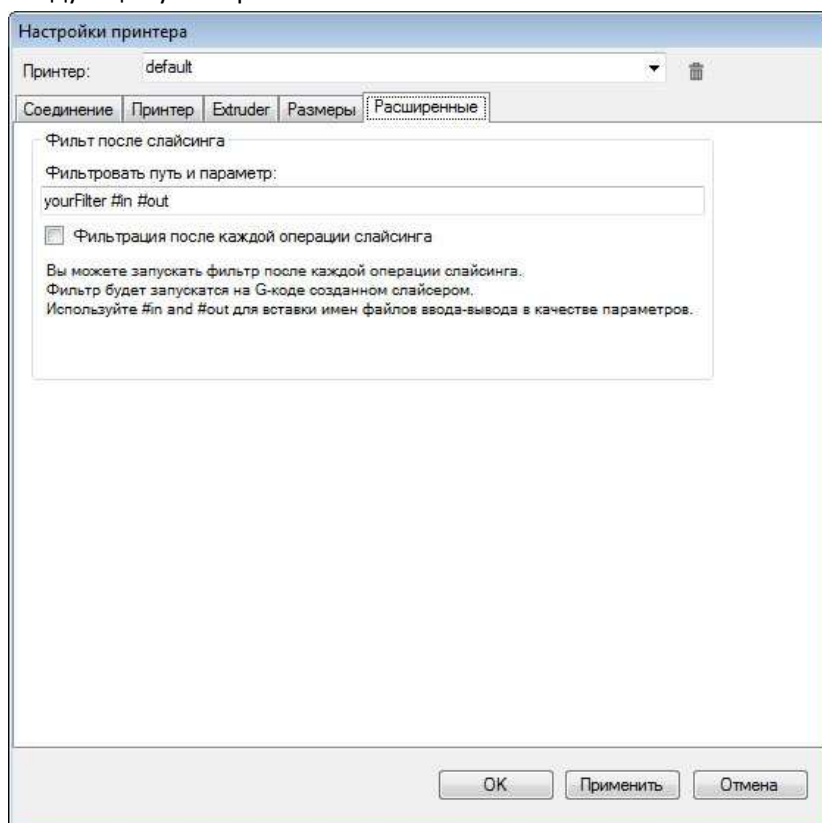 Настройки принтера
Принтер: default
Соединение Принтер Extruder Размеры Расширенные
Фильт после слайсинга
Фильтровать путь и параметр:
yourFilter #in #out
Фильтрация после каждой операции слайсинга
Вы можете запускать фильтр после каждой операции слайсинга.
Фильтр будет запускатся на G-коде созданном слайсером.
Используйте #in and #out для вставки имен файлов ввода-вывода в качестве параметров.
OK Применить Отмена